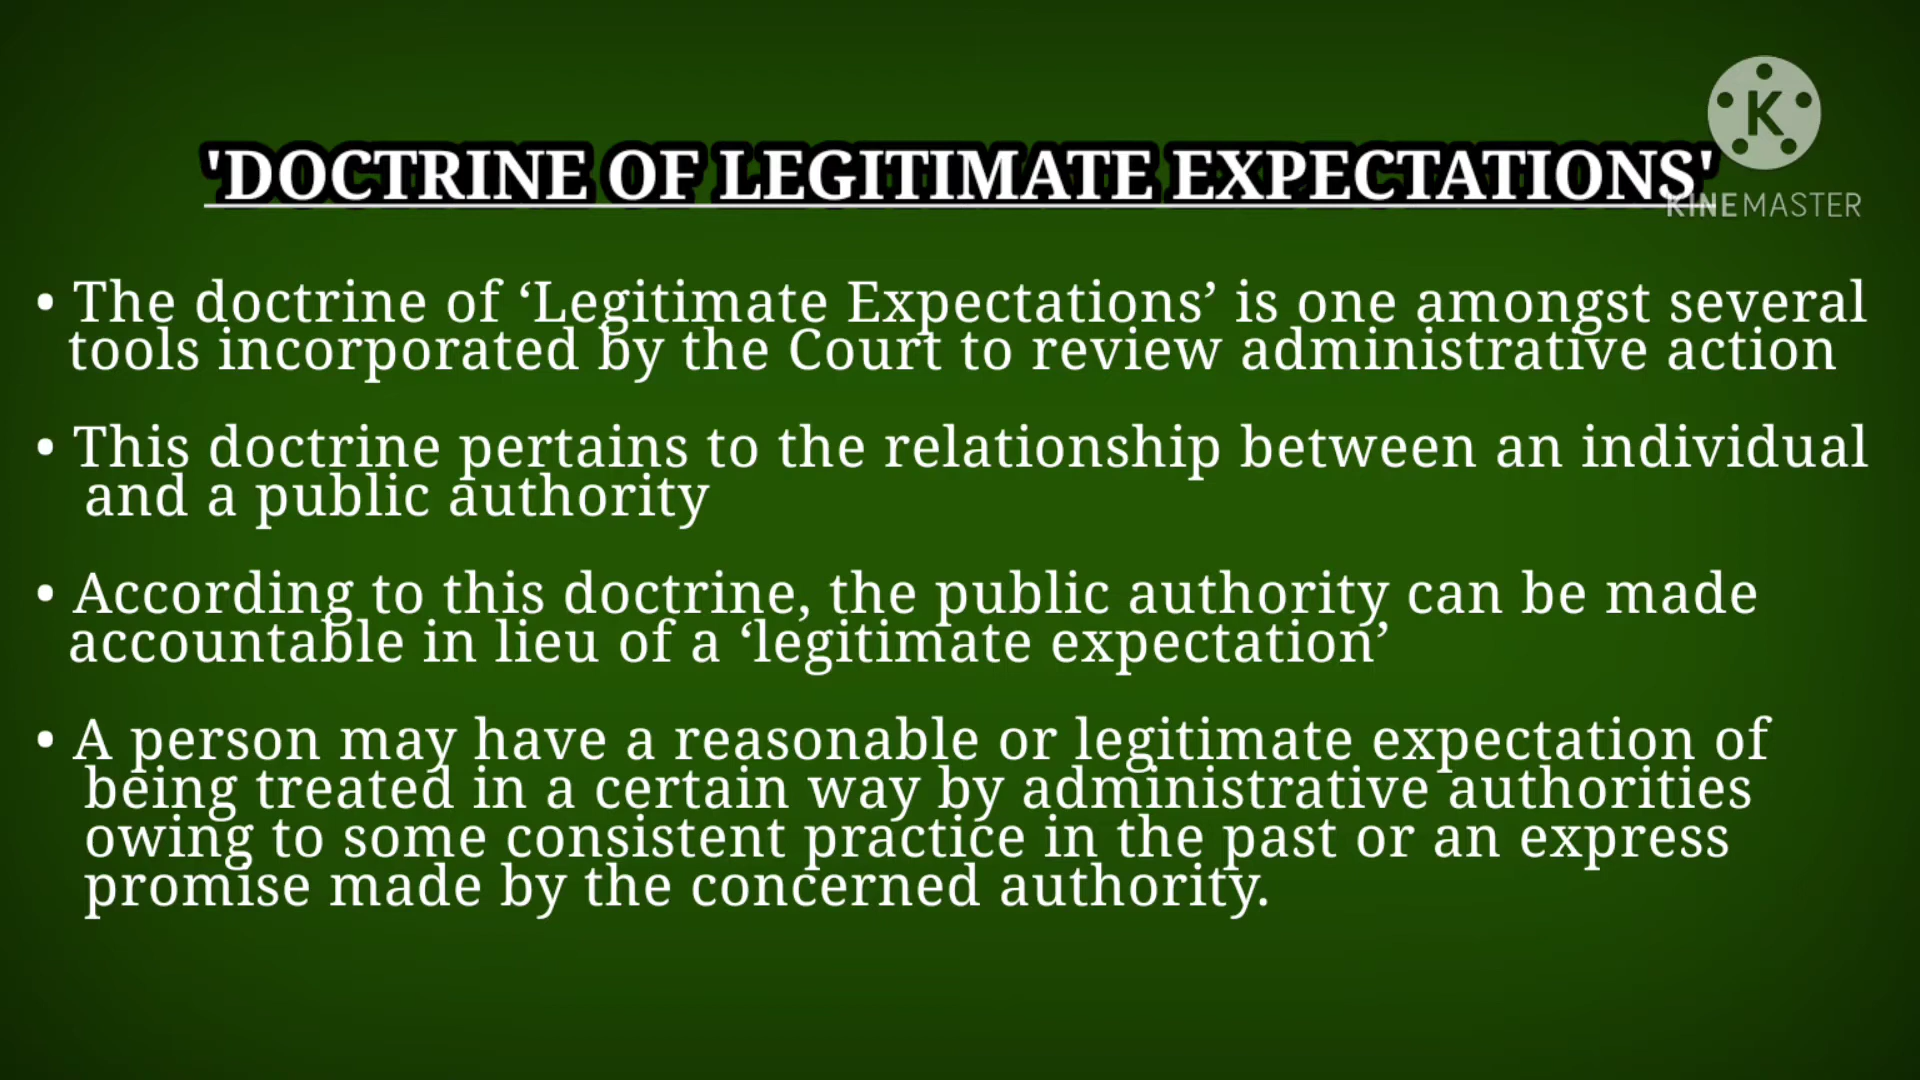 K
KINEMASTER
'DOCTRINE OF LEGITIMATE EXPECTATIONS'
• The doctrine of ‘Legitimate Expectations’ is one amongst several
tools incorporated by the Court to review administrative action
• This doctrine pertains to the relationship between an individual
and a public authority
• According to this doctrine, the public authority can be made
accountable in lieu of a ‘legitimate expectation’
• A person may have a reasonable or legitimate expectation of
being treated in a certain way by administrative authorities
owing to some consistent practice in the past or an express
promise made by the concerned authority.